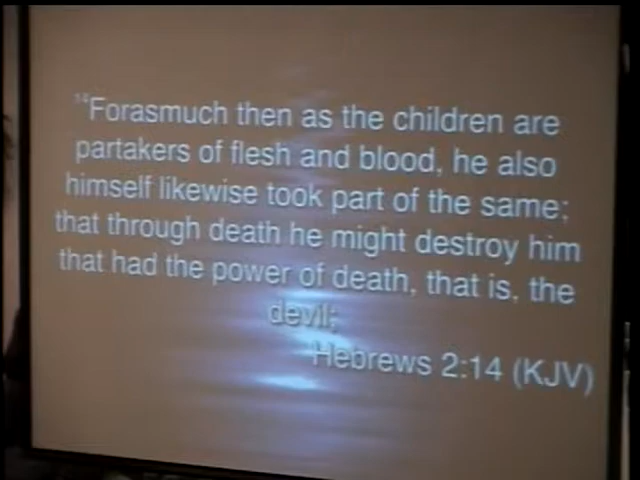 ¹⁴Forasmuch then as the children are
partakers of flesh and blood, he also
himself likewise took part of the same;
that through death he might destroy him
that had the power of death, that is, the
devil;
Hebrews 2:14 (KJV)